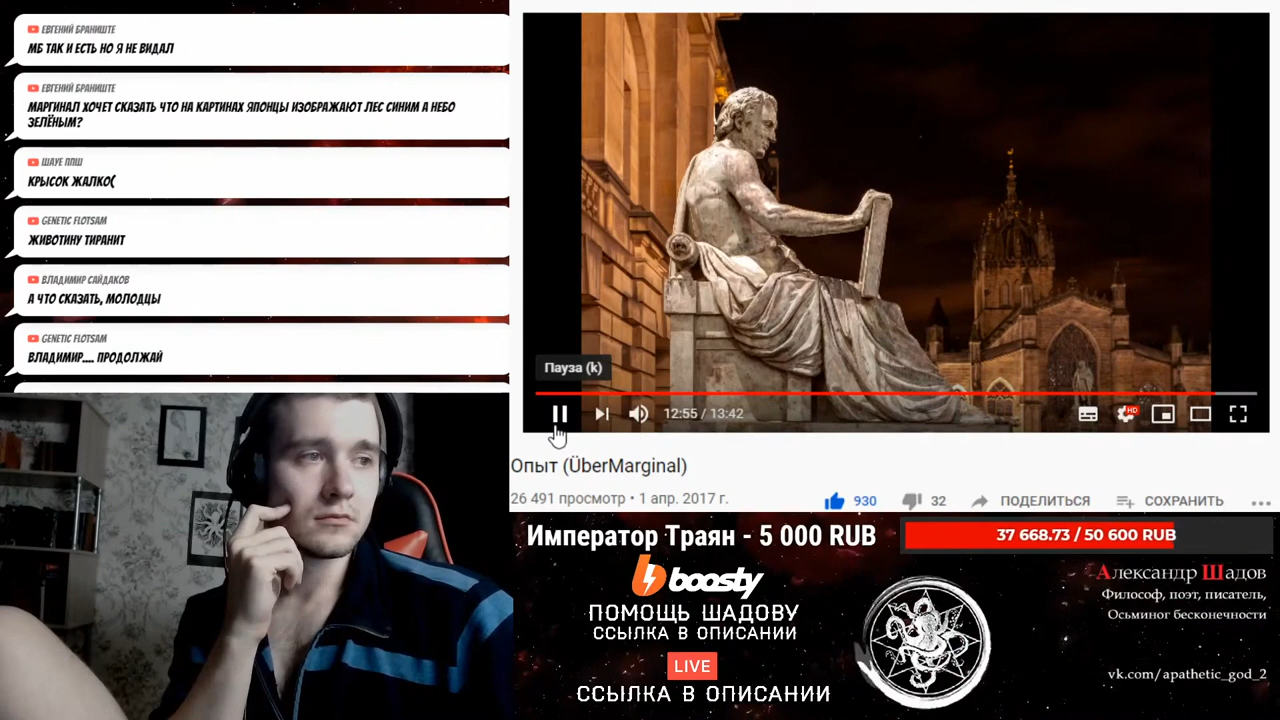 ЕВГЕНИЙ БРАНИШТЕ
МБ ТАК И ЕСТЬ НО Я НЕ ВИДАЛ
ЕВГЕНИЙ БРАНИШТЕ
МАРГИНАЛ ХОЧЕТ СКАЗАТЬ ЧТО НА КАРТИНАХ ЯПОНЦЫ ИЗОБРАЖАЮТ ЛЕС СИНИМ А НЕБО
ЗЕЛЁНЫМ?
ШАУЕ ППШ
КРЫСОК ЖАЛКО(
GENETIC FLOTSAM
ЖИВОТИНУ ТИРАНИТ
ВЛАДИМИР САЙДАКОВ
А ЧТО СКАЗАТЬ, МОЛОДЦЫ
GENETIC FLOTSAM
ВЛАДИМИР.... ПРОДОЛЖАЙ
Пауза (k)
12:55 / 13:42
HD
Опыт (ÜberMarginal)
26 491 просмотр • 1 апр. 2017 г.
930
32
ПОДЕЛИТЬСЯ
СОХРАНИТЬ
Император Траян - 5 000 RUB
37 668.73 / 50 600 RUB
boosty
ПОМОЩЬ ШАДОВУ
ССЫЛКА В ОПИСАНИИ
LIVE
ССЫЛКА В ОПИСАНИИ
Александр Шадов
Философ, поэт, писатель,
Осьминог бесконечности
vk.com/apathetic_god_2